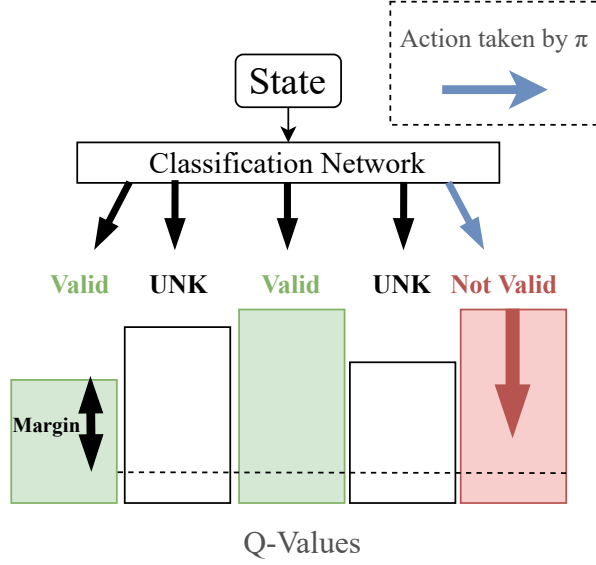 Action taken by π
State
Classification Network
Valid UNK Valid UNK Not Valid
Margin
Q-Values